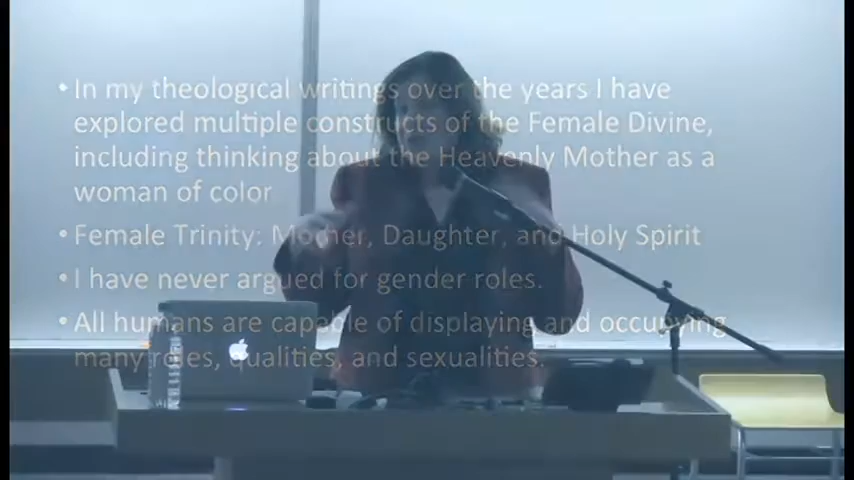 • In my theological writings over the years I have
explored multiple constructs of the Female Divine,
including thinking about the Heavenly Mother as a
woman of color
• Female Trinity: Mother, Daughter, and Holy Spirit
• I have never argued for gender roles.
• All humans are capable of displaying and occupying
many roles, qualities, and sexualities.